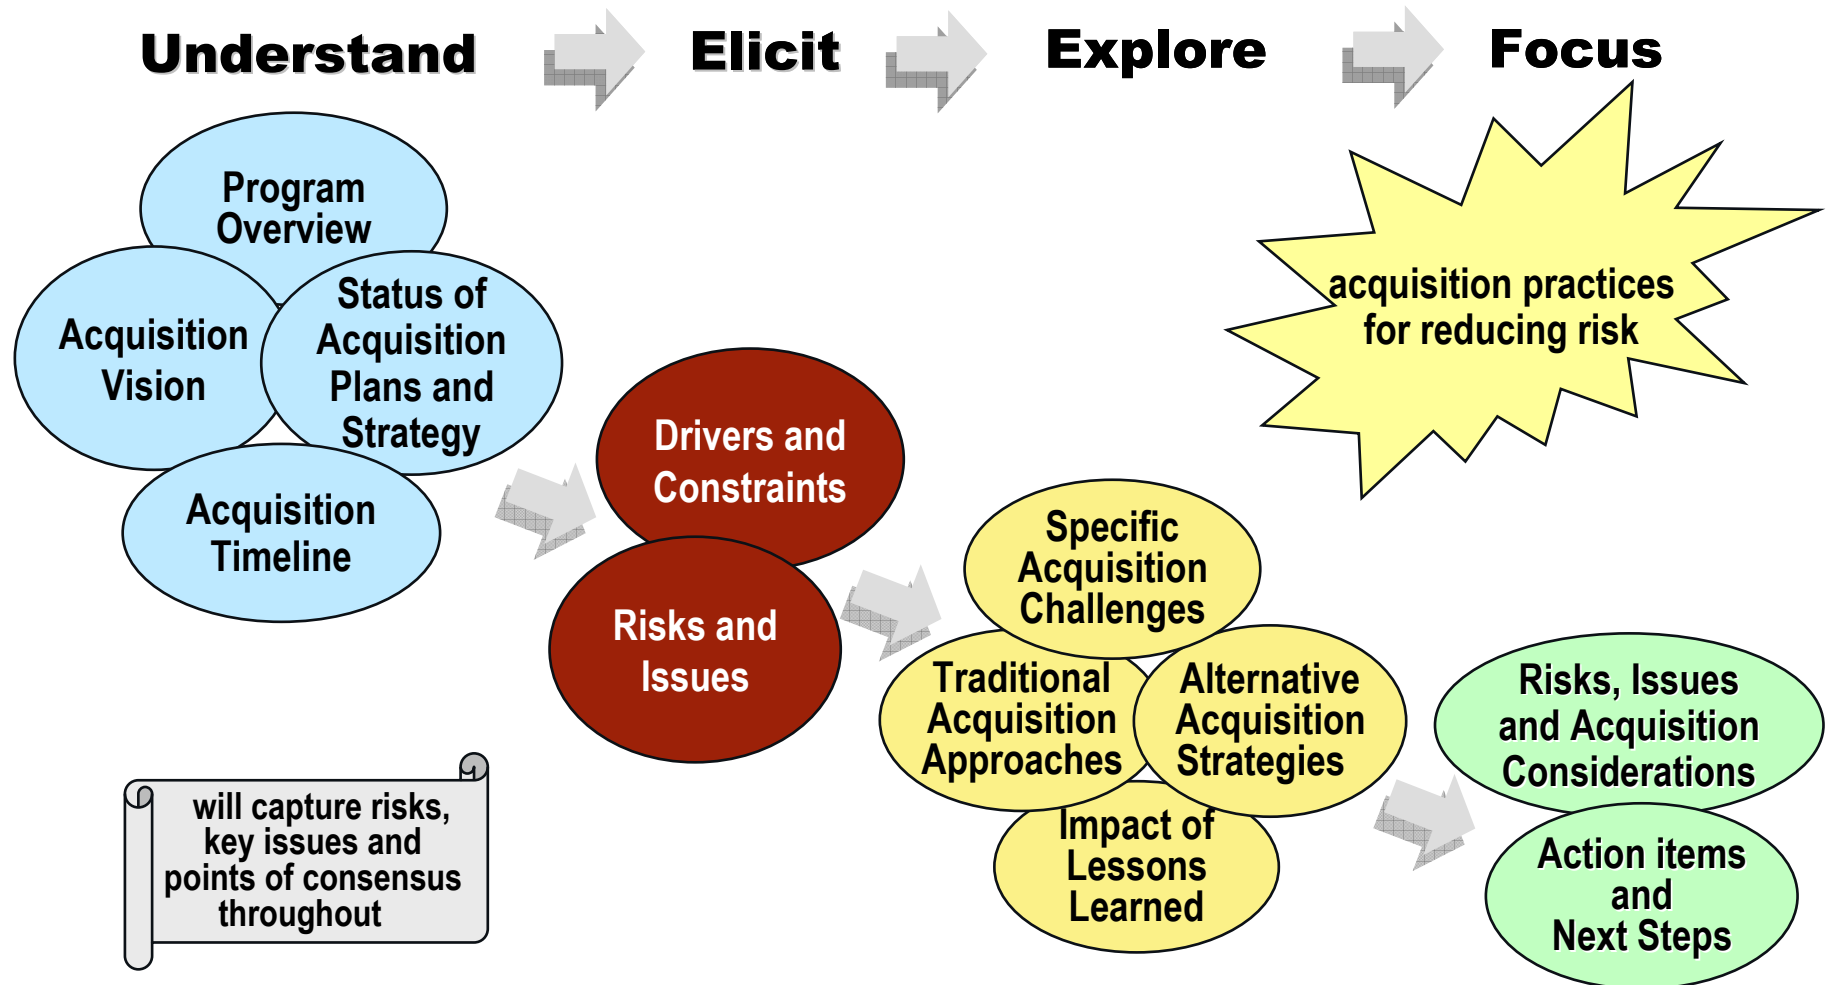 Understand
Elicit
Explore
Focus
Program
Overview
Acquisition
Vision
Status of
Acquisition
Plans and
Strategy
Acquisition
Timeline
Drivers and
Constraints
Risks and
Issues
Specific
Acquisition
Challenges
Traditional
Acquisition
Approaches
Alternative
Acquisition
Strategies
Impact of
Lessons
Learned
acquisition practices
for reducing risk
Risks, Issues
and Acquisition
Considerations
Action items
and
Next Steps
will capture risks,
key issues and
points of consensus
throughout